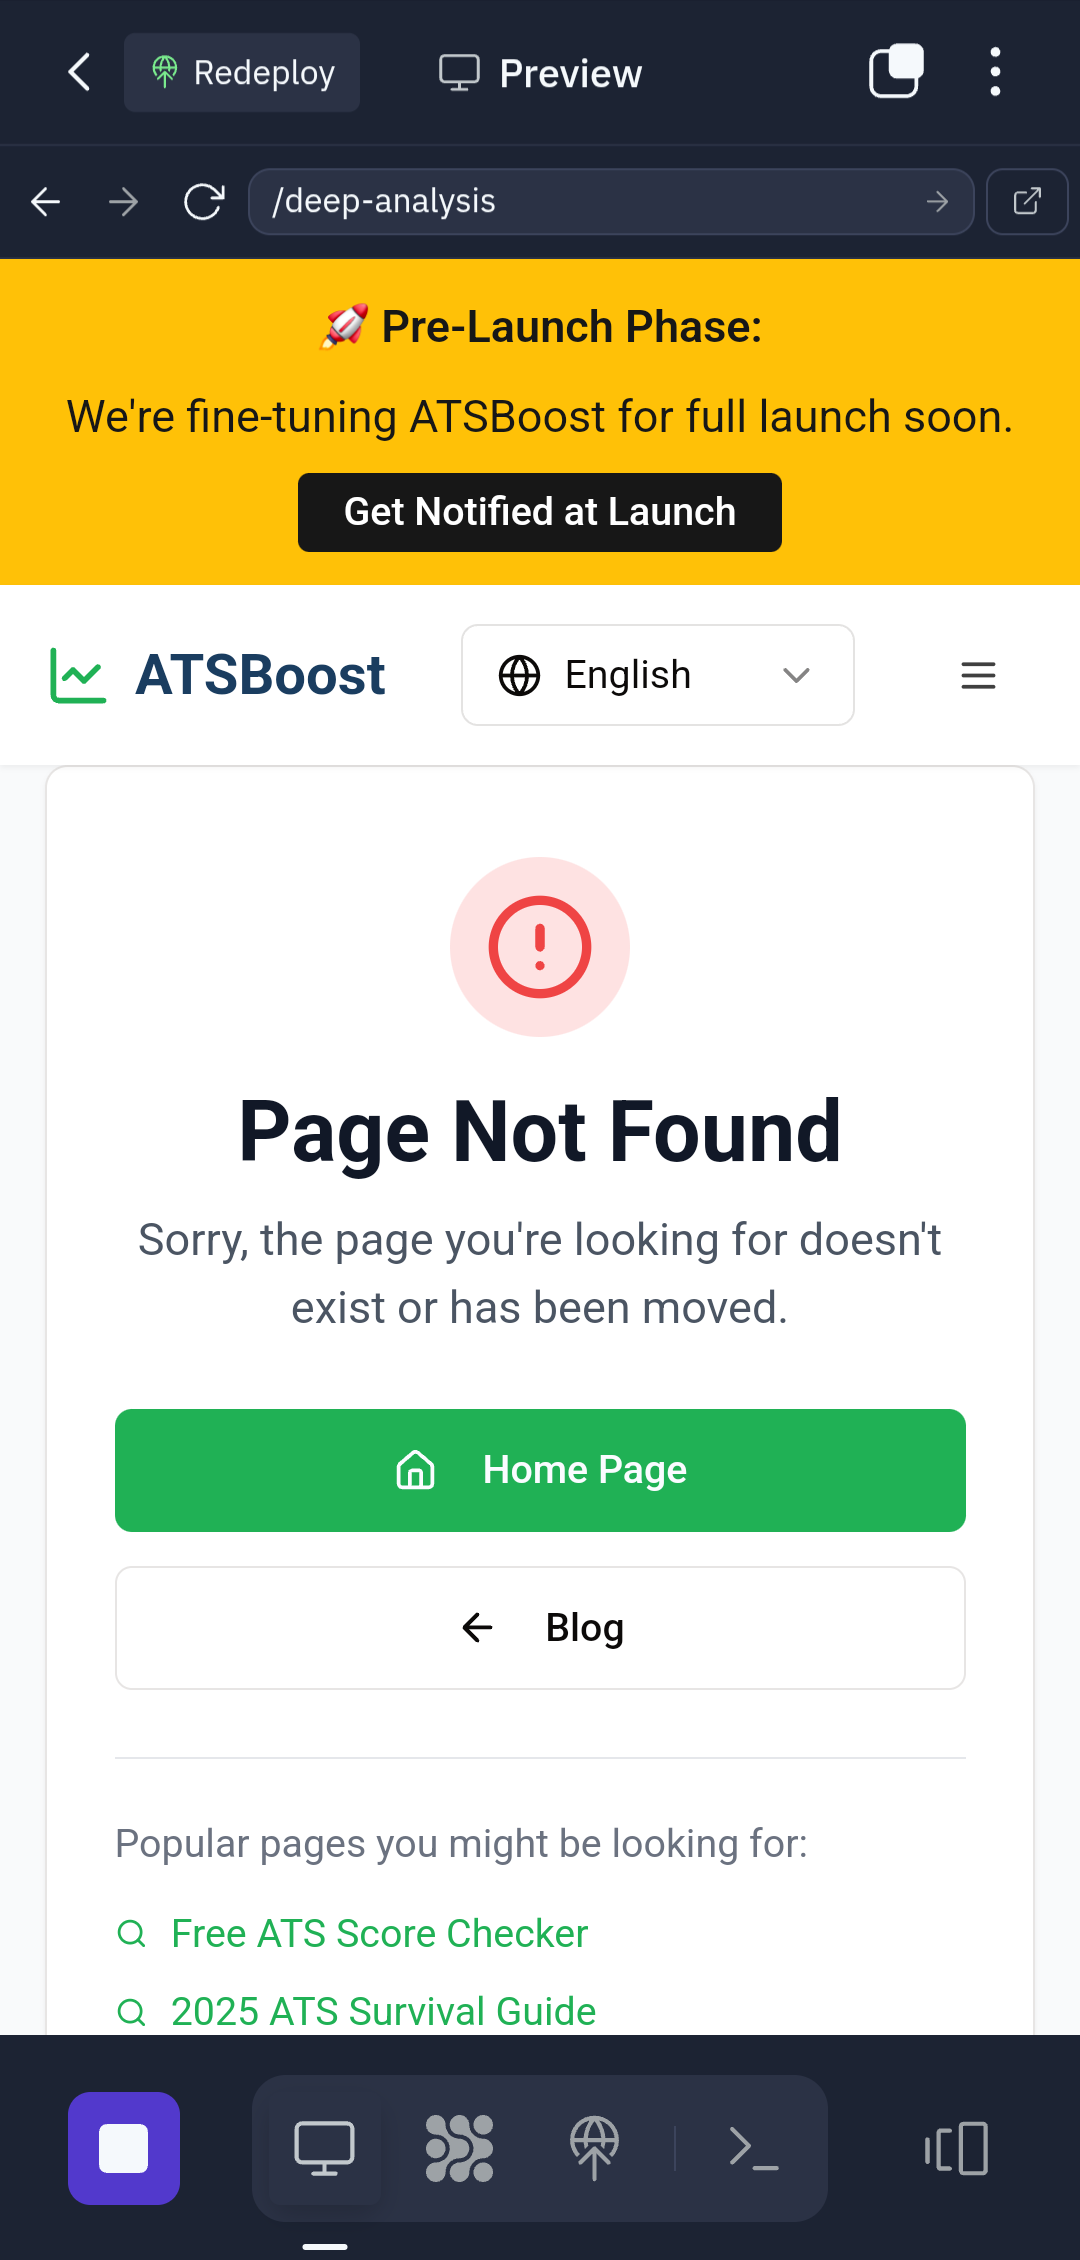 Redeploy
Preview
/deep-analysis
🚀 Pre-Launch Phase:
We're fine-tuning ATSBoost for full launch soon.
Get Notified at Launch
ATSBoost
English
Page Not Found
Sorry, the page you're looking for doesn't
exist or has been moved.
Home Page
Blog
Popular pages you might be looking for:
Free ATS Score Checker
2025 ATS Survival Guide